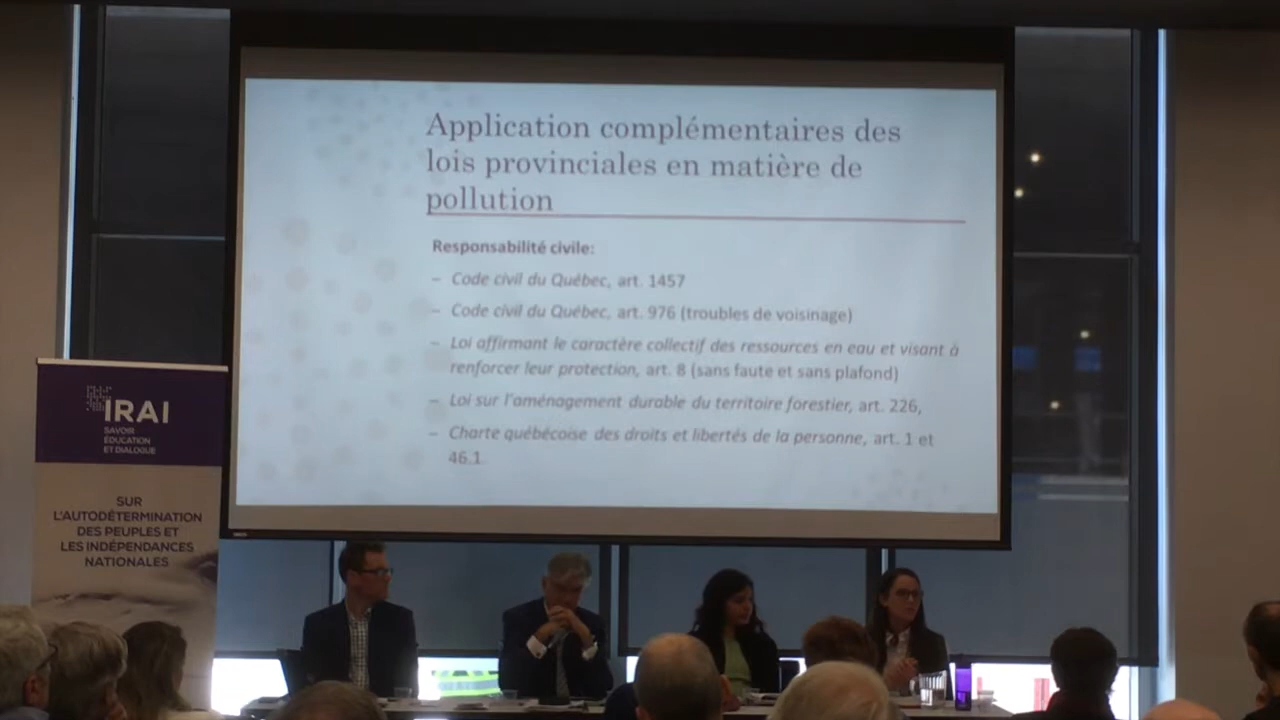 Application complémentaires des
lois provinciales en matière de
pollution
Responsabilité civile:
– Code civil du Québec, art. 1457
– Code civil du Québec, art. 976 (troubles de voisinage)
– Loi affirmant le caractère collectif des ressources en eau et visant à
renforcer leur protection, art. 8 (sans faute et sans plafond)
– Loi sur l'aménagement durable du territoire forestier, art. 226,
– Charte québécoise des droits et libertés de la personne, art. 1 et
46.1
IRAI
SAVOIR
ÉDUCATION
ET DIALOGUE
SUR
L'AUTODÉTERMINATION
DES PEUPLES ET
LES INDÉPENDANCES
NATIONALES